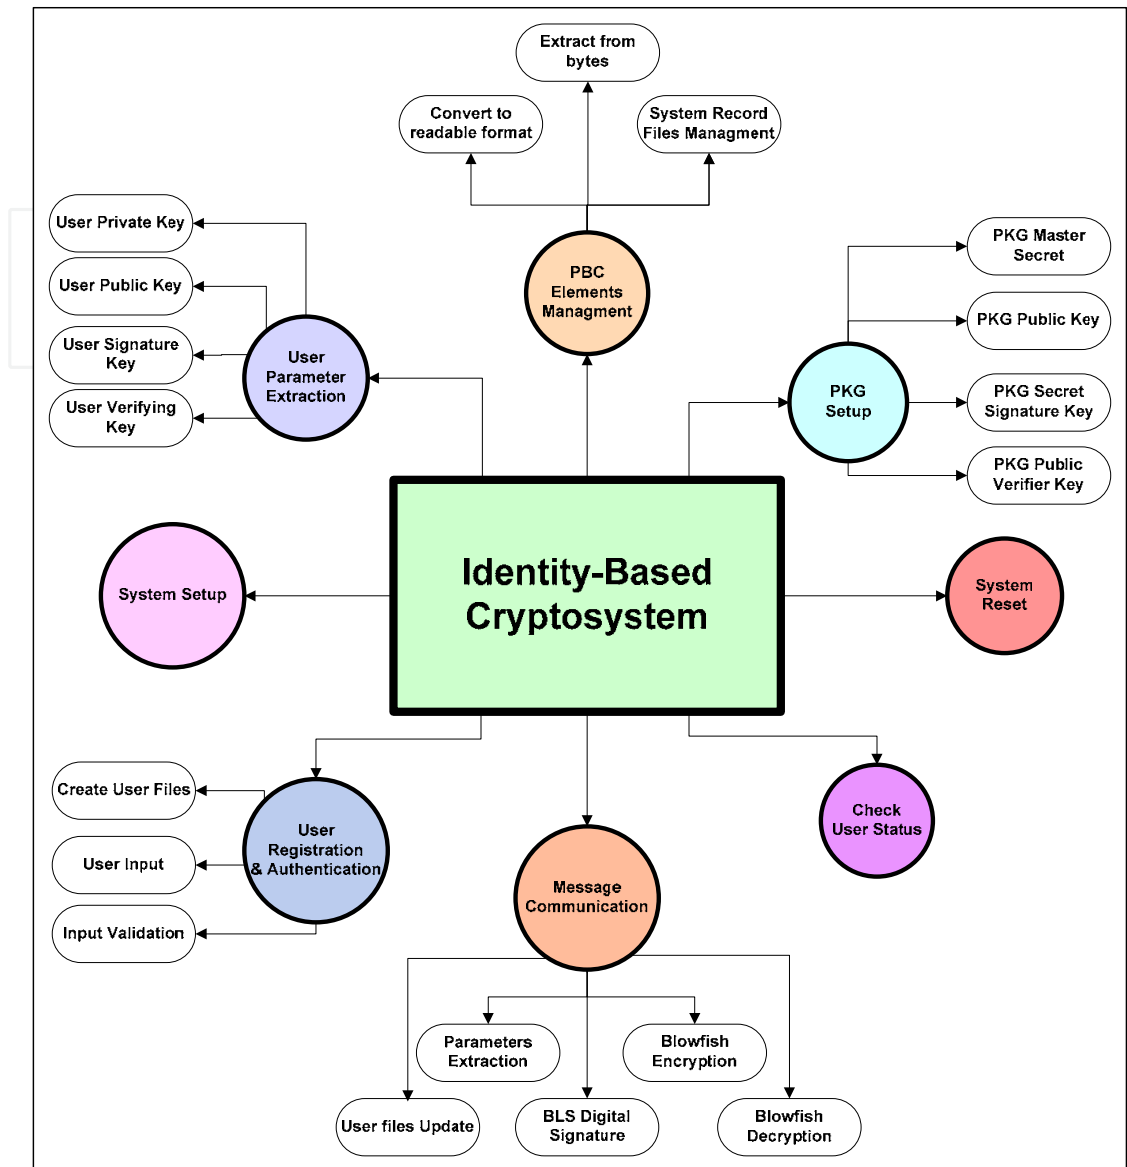 Extract from
bytes
Convert to
readable format
System Record
Files Managment
User Private Key
User Public Key
User Signature
Key
User Verifying
Key
User
Parameter
Extraction
PBC
Elements
Managment
PKG Master
Secret
PKG Public Key
PKG Secret
Signature Key
PKG Public
Verifier Key
PKG
Setup
System Setup
Identity-Based
Cryptosystem
System
Reset
Create User Files
User Input
Input Validation
User
Registration
& Authentication
Message
Communication
Check
User Status
Parameters
Extraction
Blowfish
Encryption
User files Update
BLS Digital
Signature
Blowfish
Decryption